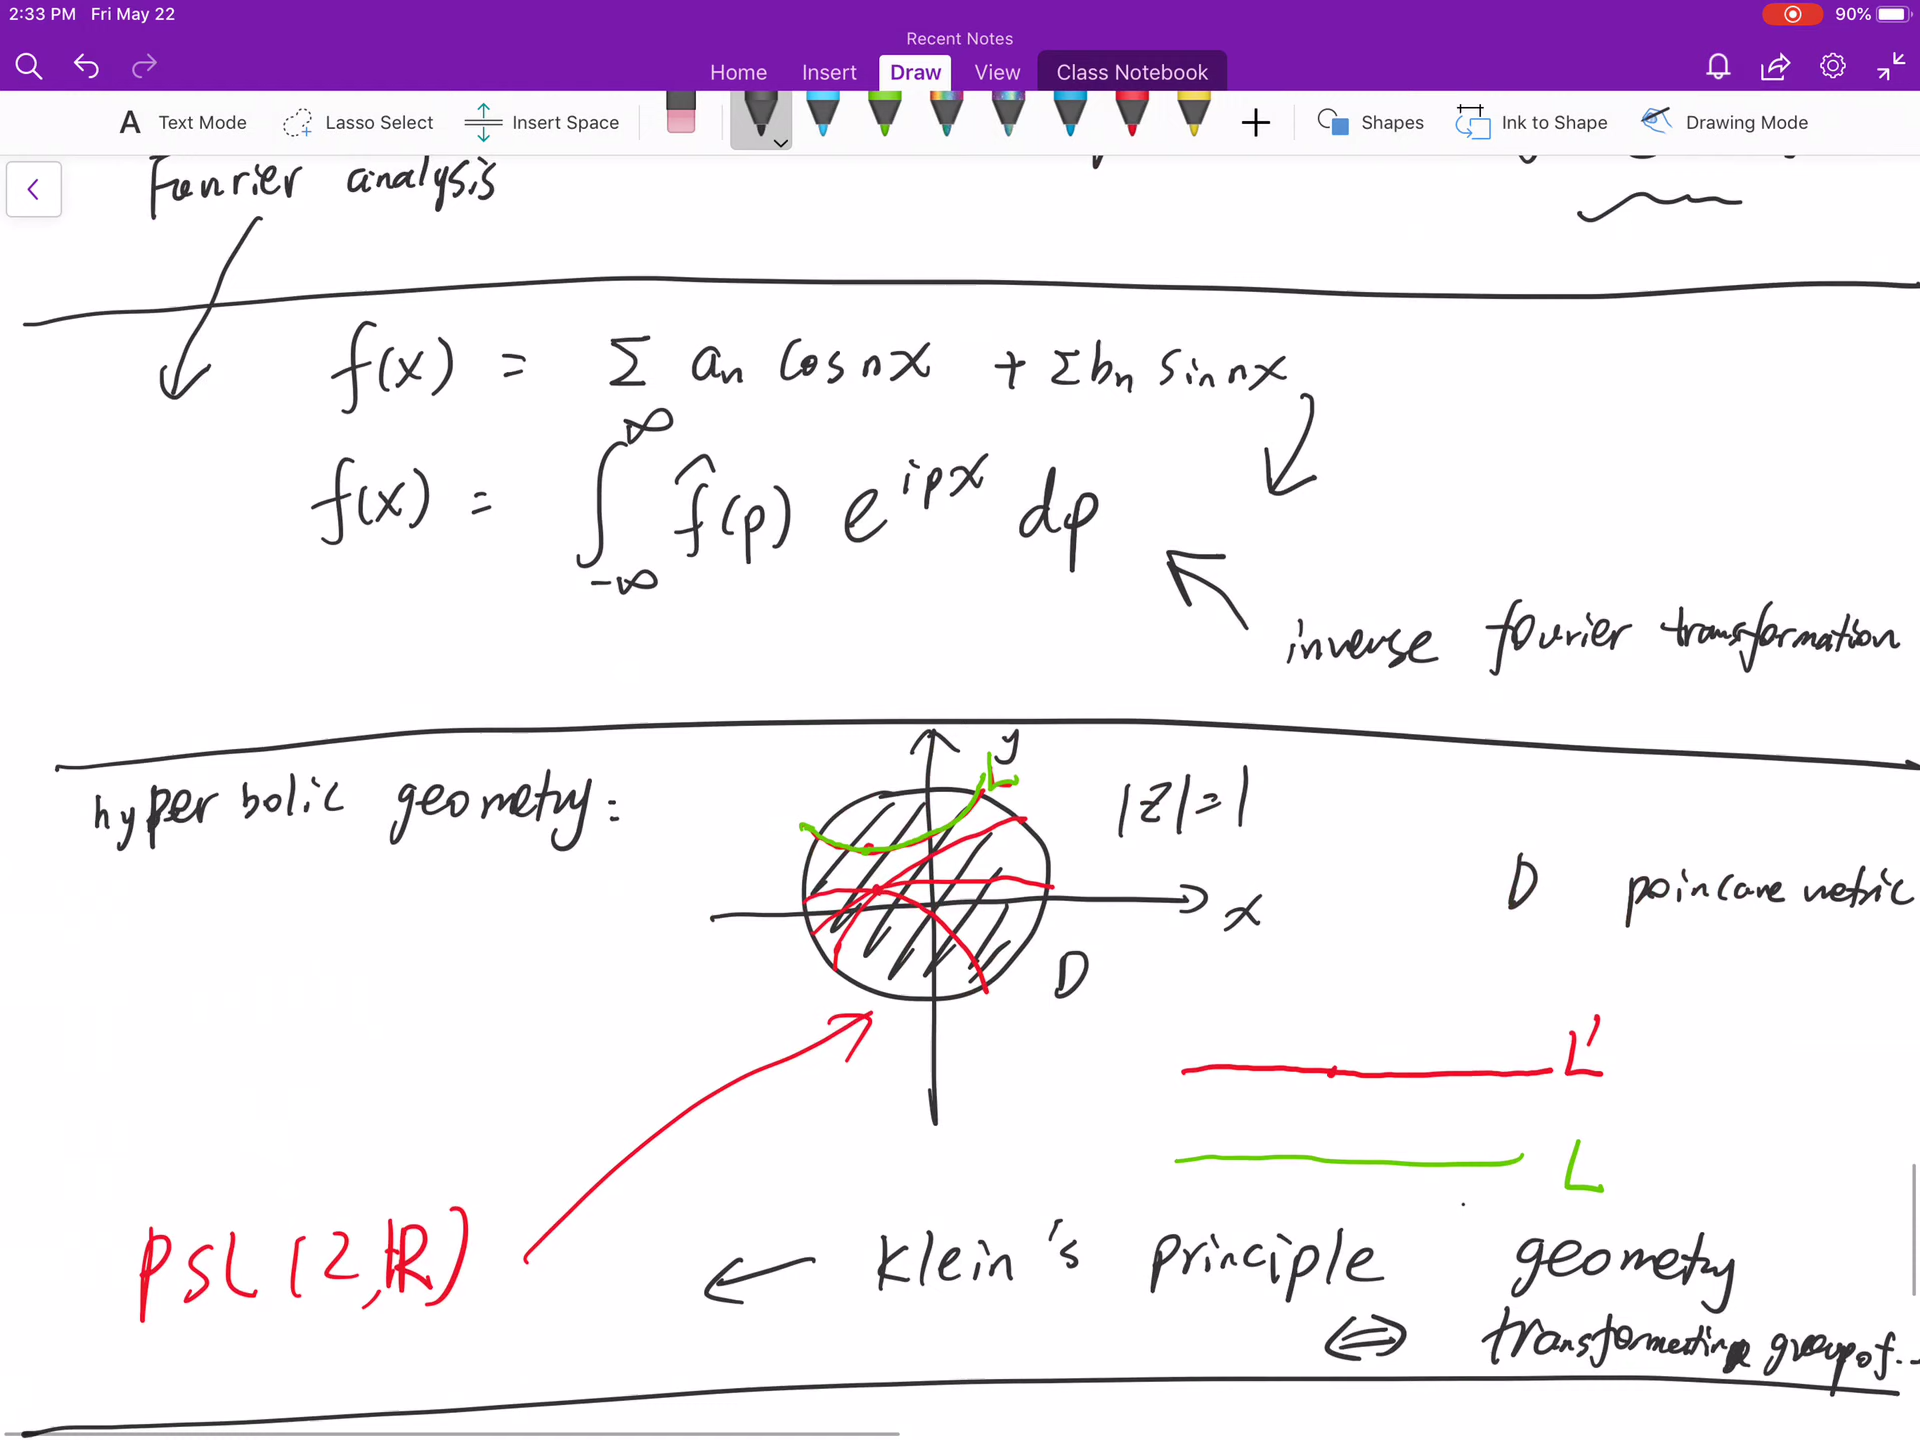 2:33 PM Fri May 22
90%
Recent Notes
Home Insert Draw View Class Notebook
Text Mode Lasso Select Insert Space Shapes Ink to Shape Drawing Mode
Fourier analysis
f(x) = Σ an cos nx + Σ bn sin nx
f(x) = ∫_{-∞}^{∞} f̂(p) e^{ipx} dp
inverse fourier transformation
hyperbolic geometry:
y
L
|z|=1
D poincare metric
x
D
L'
L
PSL(2,ℝ)
← Klein's principle geometry
⟺ transformation group of...